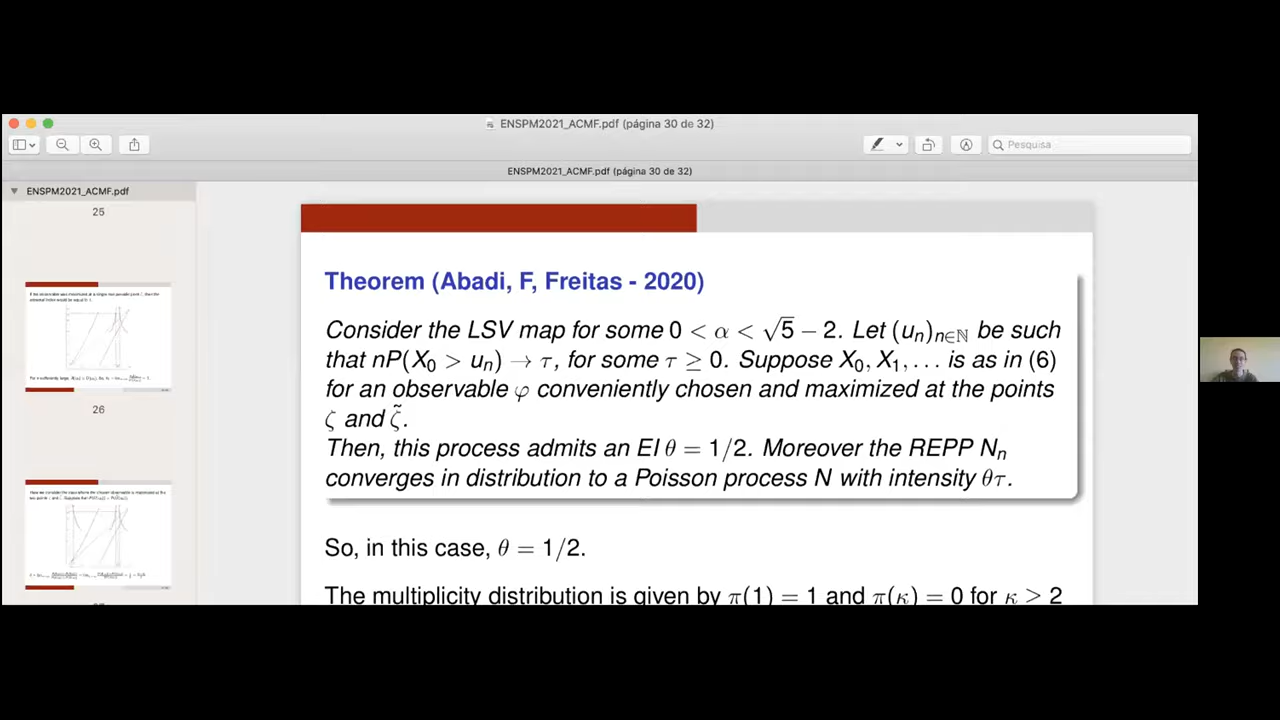 ENSPM2021_ACMF.pdf (página 30 de 32)
Pesquisa
ENSPM2021_ACMF.pdf (página 30 de 32)
ENSPM2021_ACMF.pdf
25
26
Theorem (Abadi, F, Freitas - 2020)
Consider the LSV map for some 0 < α < √5 − 2. Let (uₙ)ₙ∈ℕ be such
that nP(X₀ > uₙ) → τ, for some τ ≥ 0. Suppose X₀, X₁, . . . is as in (6)
for an observable φ conveniently chosen and maximized at the points
ζ and ζ̃.
Then, this process admits an EI θ = 1/2. Moreover the REPP Nₙ
converges in distribution to a Poisson process N with intensity θτ.
So, in this case, θ = 1/2.
The multiplicity distribution is given by π(1) = 1 and π(κ) = 0 for κ ≥ 2